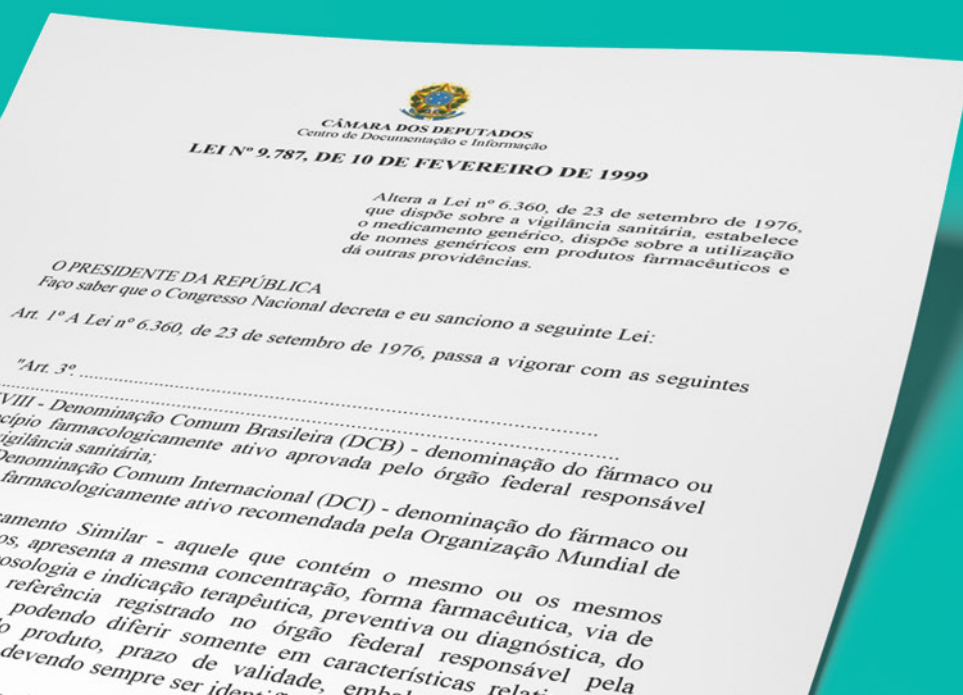 CÂMARA DOS DEPUTADOS
Centro de Documentação e Informação
LEI Nº 9.787, DE 10 DE FEVEREIRO DE 1999
Altera a Lei nº 6.360, de 23 de setembro de 1976,
que dispõe sobre a vigilância sanitária, estabelece
o medicamento genérico, dispõe sobre a utilização
de nomes genéricos em produtos farmacêuticos e
dá outras providências.
O PRESIDENTE DA REPÚBLICA
Faço saber que o Congresso Nacional decreta e eu sanciono a seguinte Lei:
Art. 1º A Lei nº 6.360, de 23 de setembro de 1976, passa a vigorar com as seguintes
"Art. 3º. ..........................................................................................
..........................................................................................
VIII - Denominação Comum Brasileira (DCB) - denominação do fármaco ou
farmacologicamente ativo aprovada pelo órgão federal responsável
vigilância sanitária;
Denominação Comum Internacional (DCI) - denominação do fármaco ou
farmacologicamente ativo recomendada pela Organização Mundial de
Similar - aquele que contém o mesmo ou os mesmos
apresenta a mesma concentração, forma farmacêutica, via de
e indicação terapêutica, preventiva ou diagnóstica, do
referência registrado no órgão federal responsável pela
podendo diferir somente em características
produto, prazo de validade,
devendo sempre ser